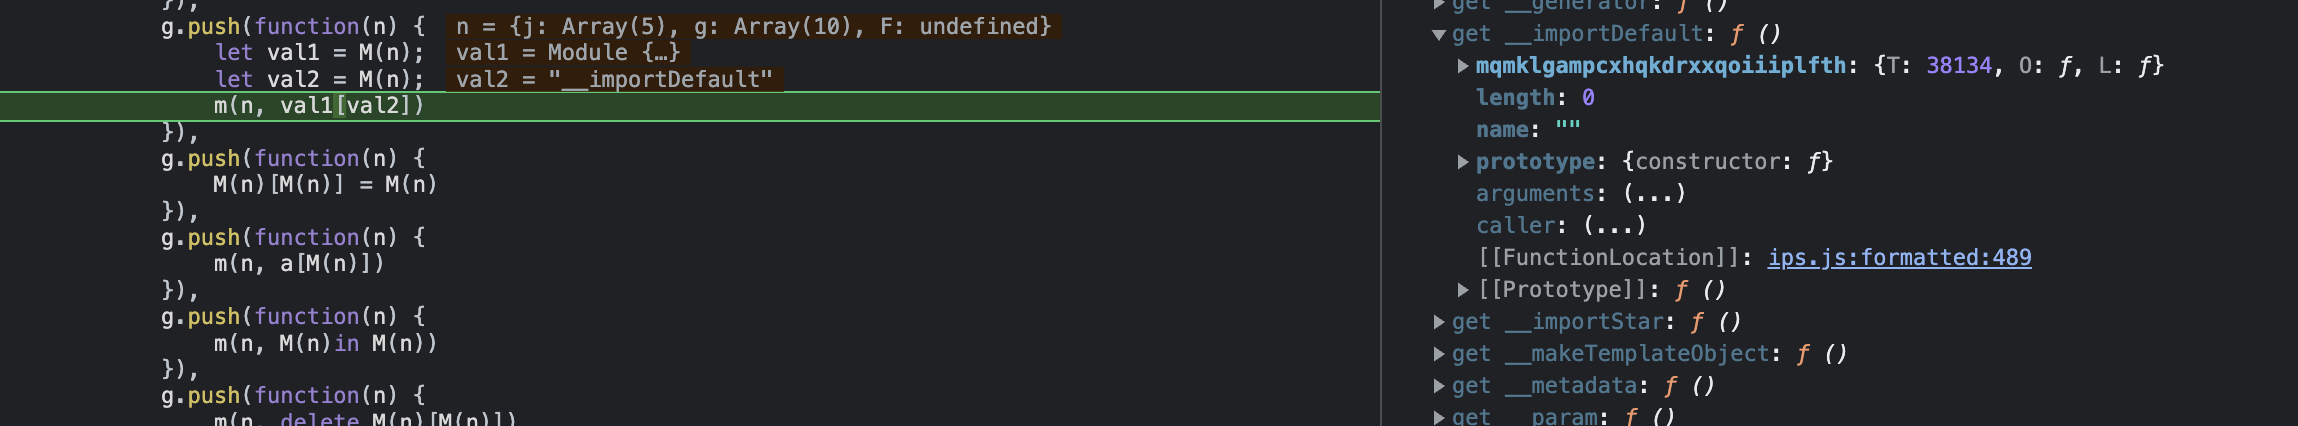 }),
g.push(function(n) {  n = {j: Array(5), g: Array(10), F: undefined}
let val1 = M(n);  val1 = Module {…}
let val2 = M(n);  val2 = "__importDefault"
m(n, val1[val2])
}),
g.push(function(n) {
M(n)[M(n)] = M(n)
}),
g.push(function(n) {
m(n, a[M(n)])
}),
g.push(function(n) {
m(n, M(n)in M(n))
}),
g.push(function(n) {
m(n, delete M(n)[M(n)])
get __generator: ƒ ()
get __importDefault: ƒ ()
mqmklgampcxhqkdrxxqoiiiplfth: {T: 38134, O: ƒ, L: ƒ}
length: 0
name: ""
prototype: {constructor: ƒ}
arguments: (...)
caller: (...)
[[FunctionLocation]]: ips.js:formatted:489
[[Prototype]]: ƒ ()
get __importStar: ƒ ()
get __makeTemplateObject: ƒ ()
get __metadata: ƒ ()
get __param: ƒ ()